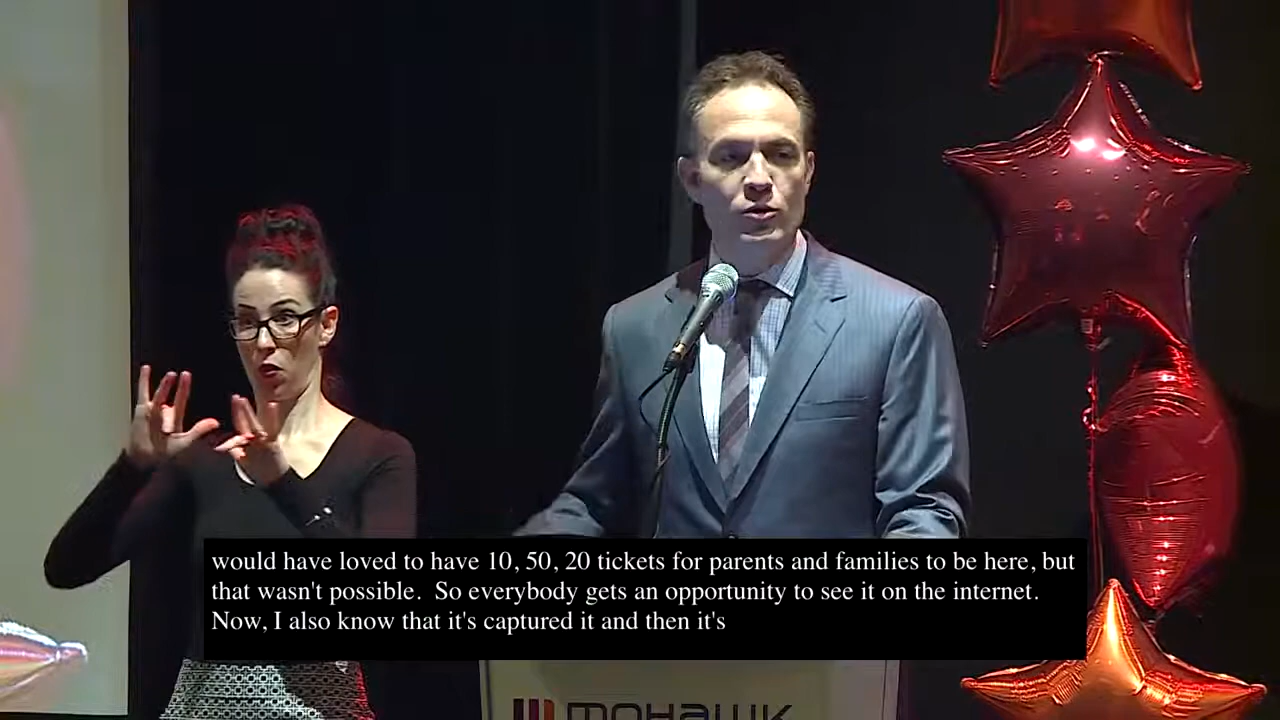 would have loved to have 10, 50, 20 tickets for parents and families to be here, but
that wasn't possible.  So everybody gets an opportunity to see it on the internet.
Now, I also know that it's captured it and then it's
mohawk